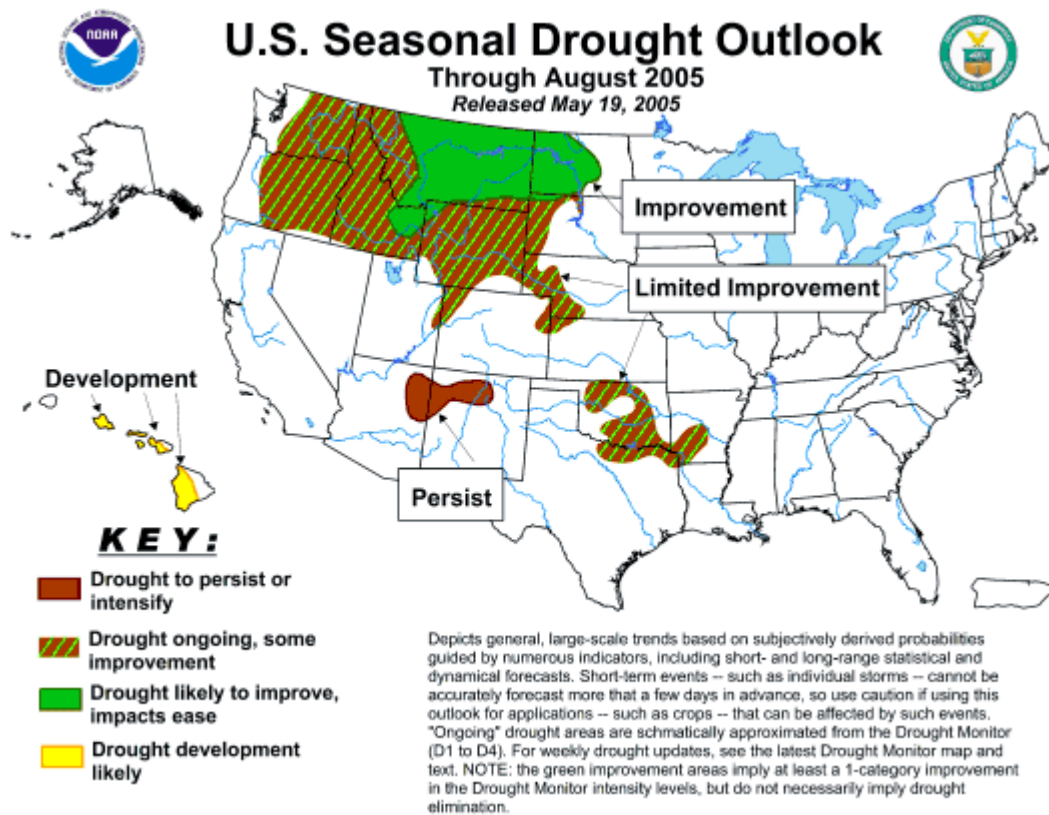 NOAA
U.S. Seasonal Drought Outlook
Through August 2005
Released May 19, 2005
Improvement
Limited Improvement
Development
Persist
KEY:
Drought to persist or
intensify
Drought ongoing, some
improvement
Drought likely to improve,
impacts ease
Drought development
likely
Depicts general, large-scale trends based on subjectively derived probabilities
guided by numerous indicators, including short- and long-range statistical and
dynamical forecasts. Short-term events -- such as individual storms -- cannot be
accurately forecast more that a few days in advance, so use caution if using this
outlook for applications -- such as crops -- that can be affected by such events.
"Ongoing" drought areas are schmatically approximated from the Drought Monitor
(D1 to D4). For weekly drought updates, see the latest Drought Monitor map and
text. NOTE: the green improvement areas imply at least a 1-category improvement
in the Drought Monitor intensity levels, but do not necessarily imply drought
elimination.